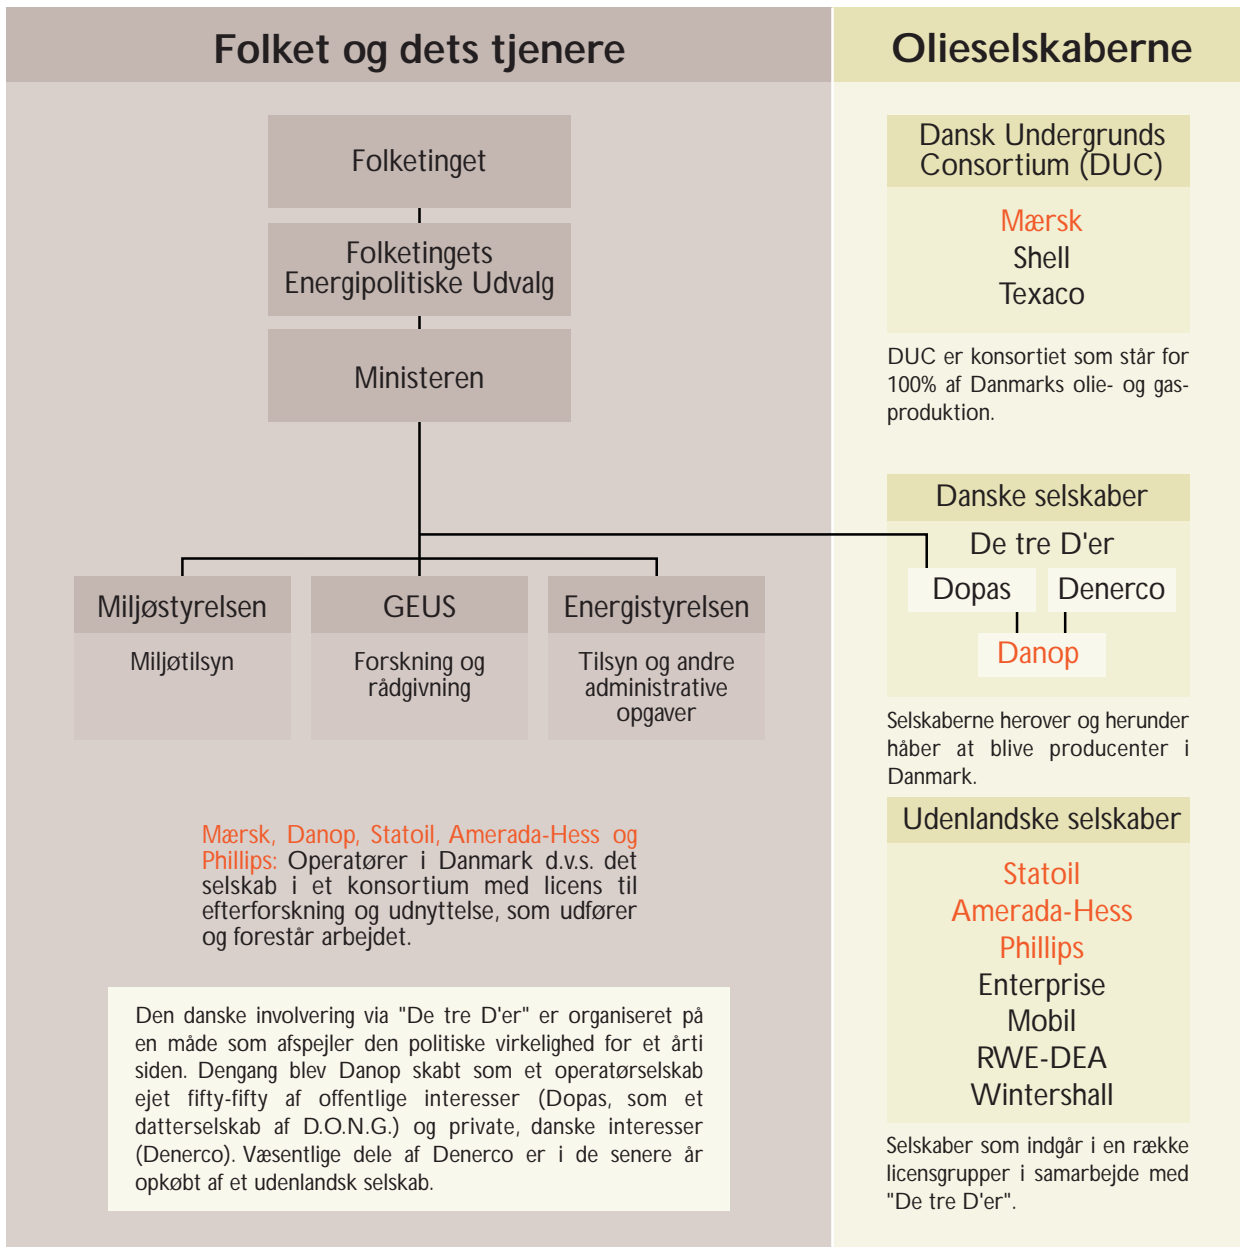 Folket og dets tjenere
Folketinget
Folketingets
Energipolitiske Udvalg
Ministeren
Miljøstyrelsen
Miljøtilsyn
GEUS
Forskning og
rådgivning
Energistyrelsen
Tilsyn og andre
administrative
opgaver
Mærsk, Danop, Statoil, Amerada-Hess og
Phillips: Operatører i Danmark d.v.s. det
selskab i et konsortium med licens til
efterforskning og udnyttelse, som udfører
og forestår arbejdet.
Den danske involvering via "De tre D'er" er organiseret på
en måde som afspejler den politiske virkelighed for et årti
siden. Dengang blev Danop skabt som et operatørselskab
ejet fifty-fifty af offentlige interesser (Dopas, som et
datterselskab af D.O.N.G.) og private, danske interesser
(Denerco). Væsentlige dele af Denerco er i de senere år
opkøbt af et udenlandsk selskab.
Olieselskaberne
Dansk Undergrunds
Consortium (DUC)
Mærsk
Shell
Texaco
DUC er konsortiet som står for
100% af Danmarks olie- og gas-
produktion.
Danske selskaber
De tre D'er
Dopas Denerco
Danop
Selskaberne herover og herunder
håber at blive producenter i
Danmark.
Udenlandske selskaber
Statoil
Amerada-Hess
Phillips
Enterprise
Mobil
RWE-DEA
Wintershall
Selskaber som indgår i en række
licensgrupper i samarbejde med
"De tre D'er".